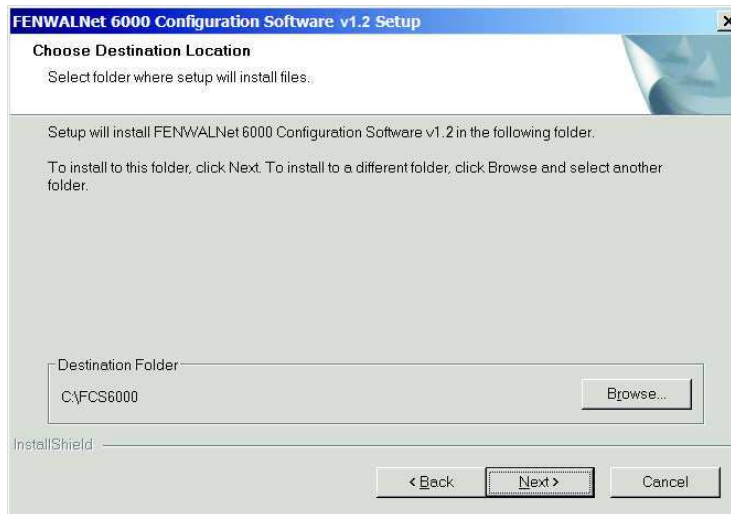 FENWALNet 6000 Configuration Software v1.2 Setup
Choose Destination Location
Select folder where setup will install files.
Setup will install FENWALNet 6000 Configuration Software v1.2 in the following folder.
To install to this folder, click Next. To install to a different folder, click Browse and select another
folder.
Destination Folder
C:\FCS6000
Browse...
InstallShield
< Back
Next >
Cancel